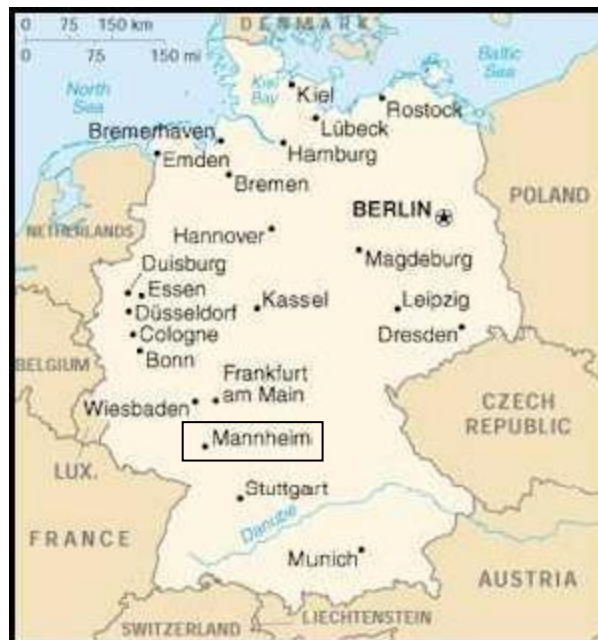 0 75 150 km
0 75 150 mi
DENMARK
North
Sea
Baltic
Sea
Kiel
Bay
Kiel
Rostock
Lübeck
Bremerhaven
Hamburg
Emden
Bremen
POLAND
BERLIN
NETHERLANDS
Hannover
Magdeburg
Duisburg
Essen
Düsseldorf
Kassel
Leipzig
Cologne
Dresden
Bonn
BELGIUM
Frankfurt
am Main
Wiesbaden
CZECH
REPUBLIC
Mannheim
LUX.
Stuttgart
Danube
FRANCE
Munich
AUSTRIA
LIECHTENSTEIN
SWITZERLAND